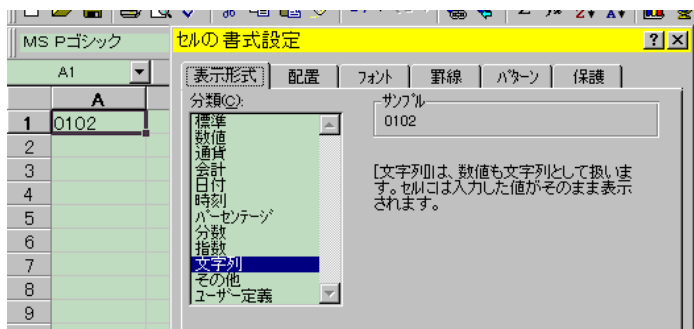 MS Pゴシック
セルの書式設定
A1
表示形式 配置 フォント 罫線 パターン 保護
A
1 0102
2
3
4
5
6
7
8
9
分類(C):
標準
数値
通貨
会計
日付
時刻
パーセンテージ
分数
指数
文字列
その他
ユーザー定義
サンプル
0102
[文字列]は、数値も文字列として扱いま
す。セルには入力した値がそのまま表示
されます。